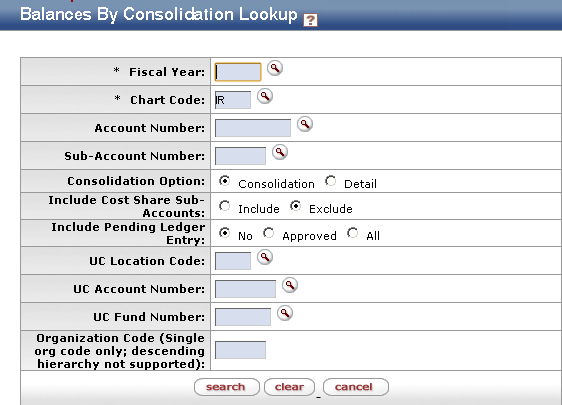 Balances By Consolidation Lookup ?
* Fiscal Year:
* Chart Code: IR
Account Number:
Sub-Account Number:
Consolidation Option: Consolidation Detail
Include Cost Share Sub-
Accounts: Include Exclude
Include Pending Ledger
Entry: No Approved All
UC Location Code:
UC Account Number:
UC Fund Number:
Organization Code (Single
org code only; descending
hierarchy not supported):
search clear cancel